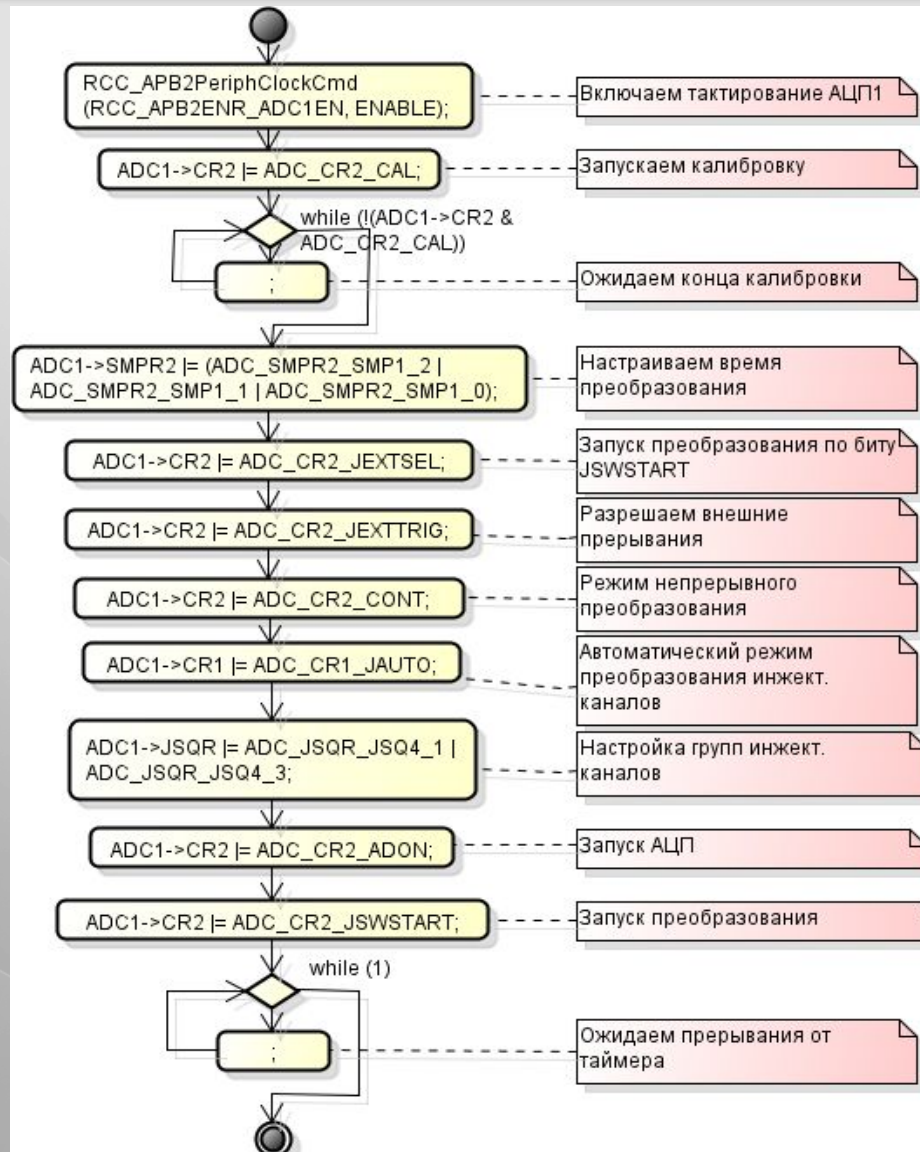 RCC_APB2PeriphClockCmd
(RCC_APB2ENR_ADC1EN, ENABLE);
Включаем тактирование АЦП1
ADC1->CR2 |= ADC_CR2_CAL;
Запускаем калибровку
while (!(ADC1->CR2 &
ADC_CR2_CAL))
;
Ожидаем конца калибровки
ADC1->SMPR2 |= (ADC_SMPR2_SMP1_2 |
ADC_SMPR2_SMP1_1 | ADC_SMPR2_SMP1_0);
Настраиваем время
преобразования
ADC1->CR2 |= ADC_CR2_JEXTSEL;
Запуск преобразования по биту
JSWSTART
ADC1->CR2 |= ADC_CR2_JEXTTRIG;
Разрешаем внешние
прерывания
ADC1->CR2 |= ADC_CR2_CONT;
Режим непрерывного
преобразования
ADC1->CR1 |= ADC_CR1_JAUTO;
Автоматический режим
преобразования инжект.
каналов
ADC1->JSQR |= ADC_JSQR_JSQ4_1 |
ADC_JSQR_JSQ4_3;
Настройка групп инжект.
каналов
ADC1->CR2 |= ADC_CR2_ADON;
Запуск АЦП
ADC1->CR2 |= ADC_CR2_JSWSTART;
Запуск преобразования
while (1)
;
Ожидаем прерывания от
таймера